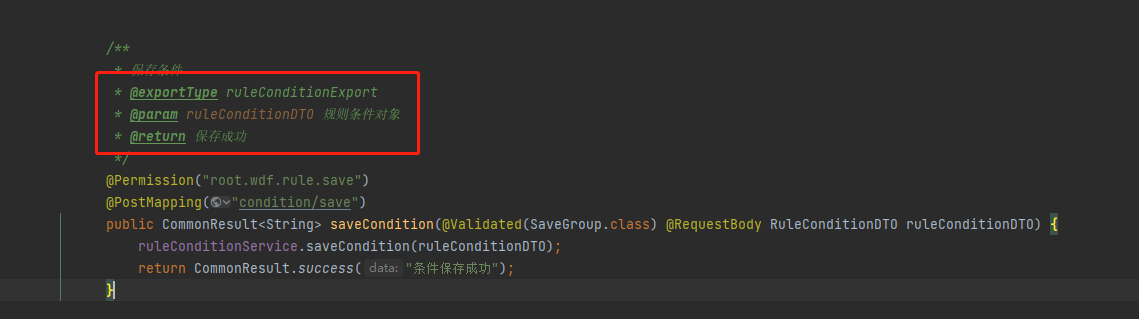 /**
* 保存条件
* @exportType ruleConditionExport
* @param ruleConditionDTO 规则条件对象
* @return 保存成功
*/
@Permission("root.wdf.rule.save")
@PostMapping("condition/save")
public CommonResult<String> saveCondition(@Validated(SaveGroup.class) @RequestBody RuleConditionDTO ruleConditionDTO) {
ruleConditionService.saveCondition(ruleConditionDTO);
return CommonResult.success( data: "条件保存成功");
}